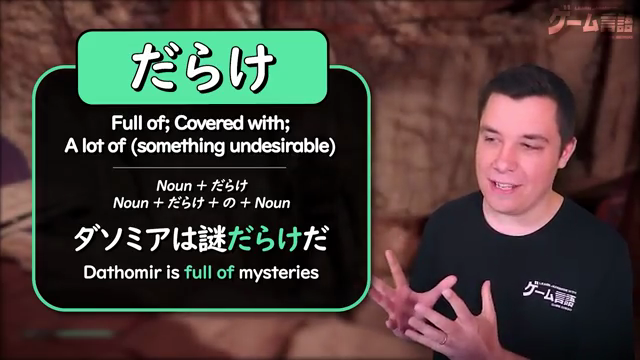 だらけ
Full of; Covered with;
A lot of (something undesirable)
Noun + だらけ
Noun + だらけ + の + Noun
ダソミアは謎だらけだ
Dathomir is full of mysteries
ゲーム言語
ゲーム言語